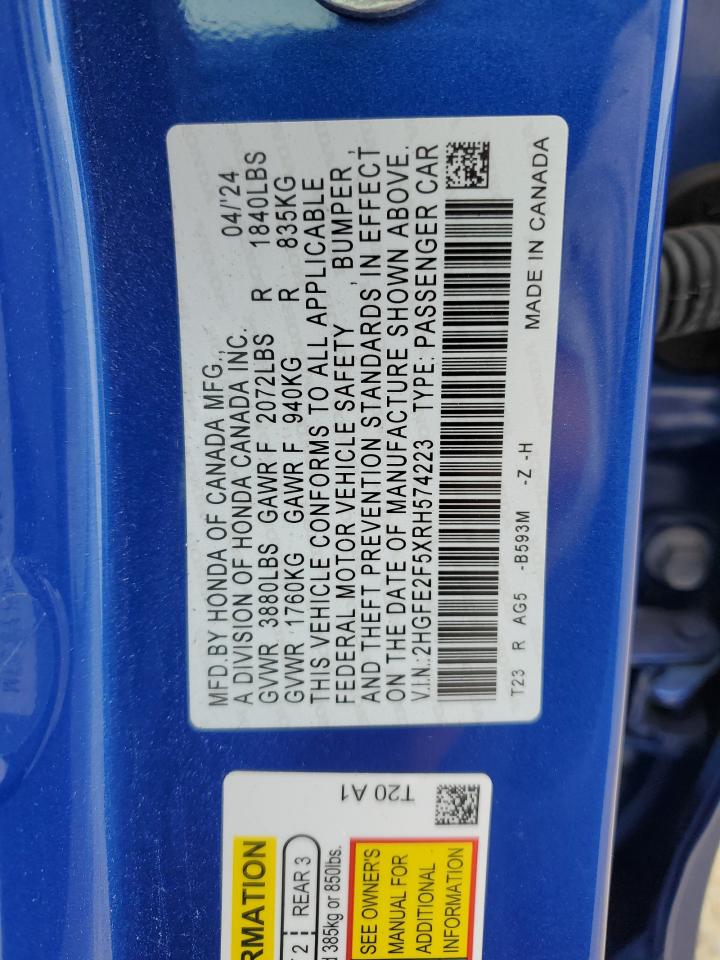 MFD.BY HONDA OF CANADA MFG., 04/'24
A DIVISION OF HONDA CANADA INC.
GVWR 3880LBS GAWR F 2072LBS R 1840LBS
GVWR 1760KG GAWR F 940KG R 835KG
THIS VEHICLE CONFORMS TO ALL APPLICABLE
FEDERAL MOTOR VEHICLE SAFETY , BUMPER ,
AND THEFT PREVENTION STANDARDS IN EFFECT
ON THE DATE OF MANUFACTURE SHOWN ABOVE.
V.I.N.:2HGFE2F5XRH574223 TYPE: PASSENGER CAR
T23 R AG5 -B593M -Z -H
MADE IN CANADA
T20 A1
2 REAR 3
385kg or 850lbs.
SEE OWNER'S
MANUAL FOR
ADDITIONAL
INFORMATION